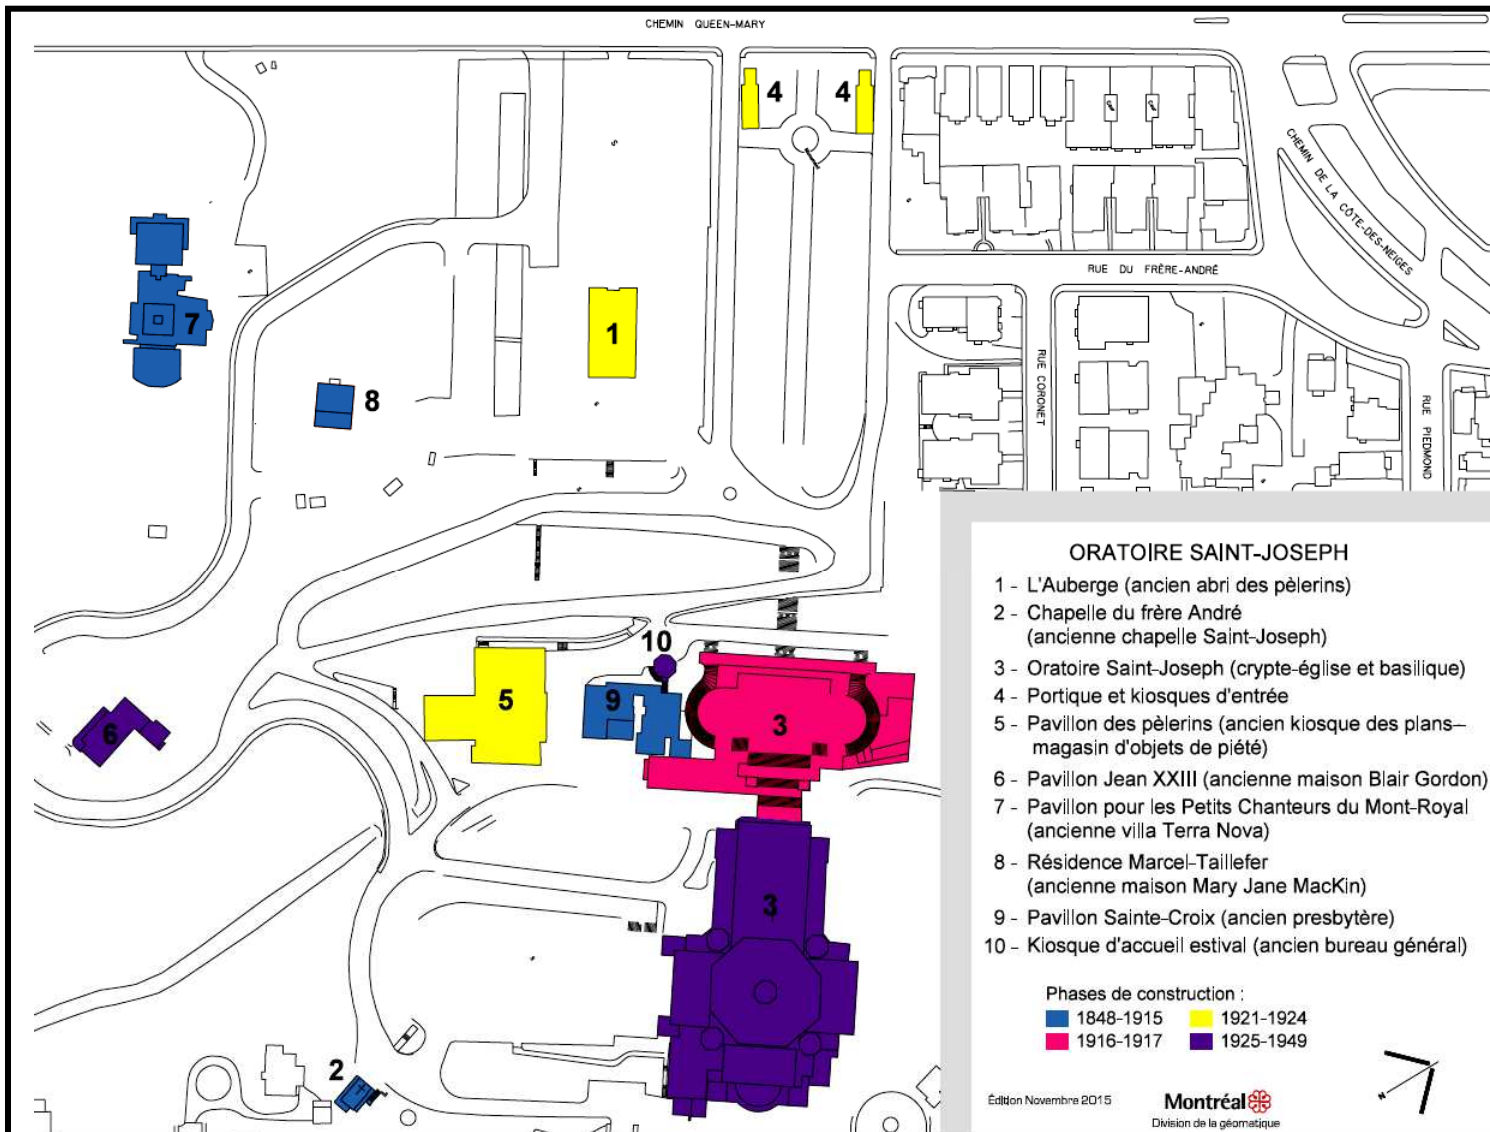 CHEMIN QUEEN-MARY
4
4
CHEMIN DE LA CÔTE-DES-NEIGES
RUE DU FRÈRE-ANDRÉ
7
1
8
RUE CORONET
RUE PIEDMOND
10
5
9
6
3
3
2
ORATOIRE SAINT-JOSEPH
1 - L'Auberge (ancien abri des pèlerins)
2 - Chapelle du frère André
(ancienne chapelle Saint-Joseph)
3 - Oratoire Saint-Joseph (crypte-église et basilique)
4 - Portique et kiosques d'entrée
5 - Pavillon des pèlerins (ancien kiosque des plans–
magasin d'objets de piété)
6 - Pavillon Jean XXIII (ancienne maison Blair Gordon)
7 - Pavillon pour les Petits Chanteurs du Mont-Royal
(ancienne villa Terra Nova)
8 - Résidence Marcel-Taillefer
(ancienne maison Mary Jane MacKin)
9 - Pavillon Sainte-Croix (ancien presbytère)
10 - Kiosque d'accueil estival (ancien bureau général)
Phases de construction :
1848-1915 1921-1924
1916-1917 1925-1949
Édition Novembre 2015
Montréal
Division de la géomatique
N